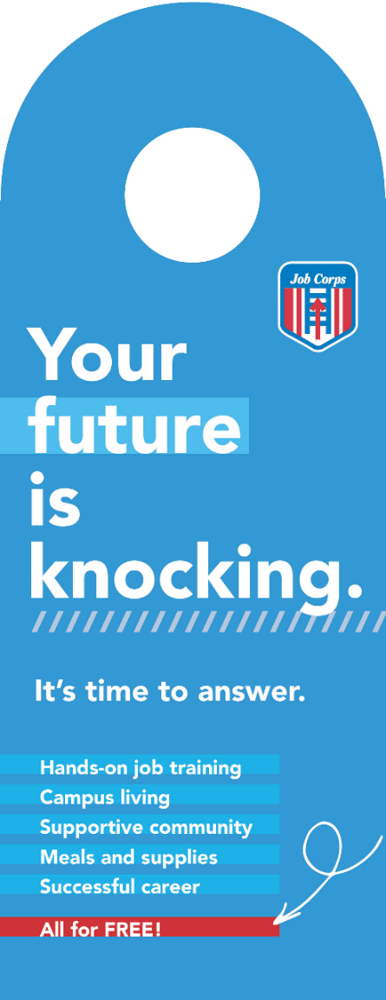 Job Corps
Your
future
is
knocking.
It's time to answer.
Hands-on job training
Campus living
Supportive community
Meals and supplies
Successful career
All for FREE!